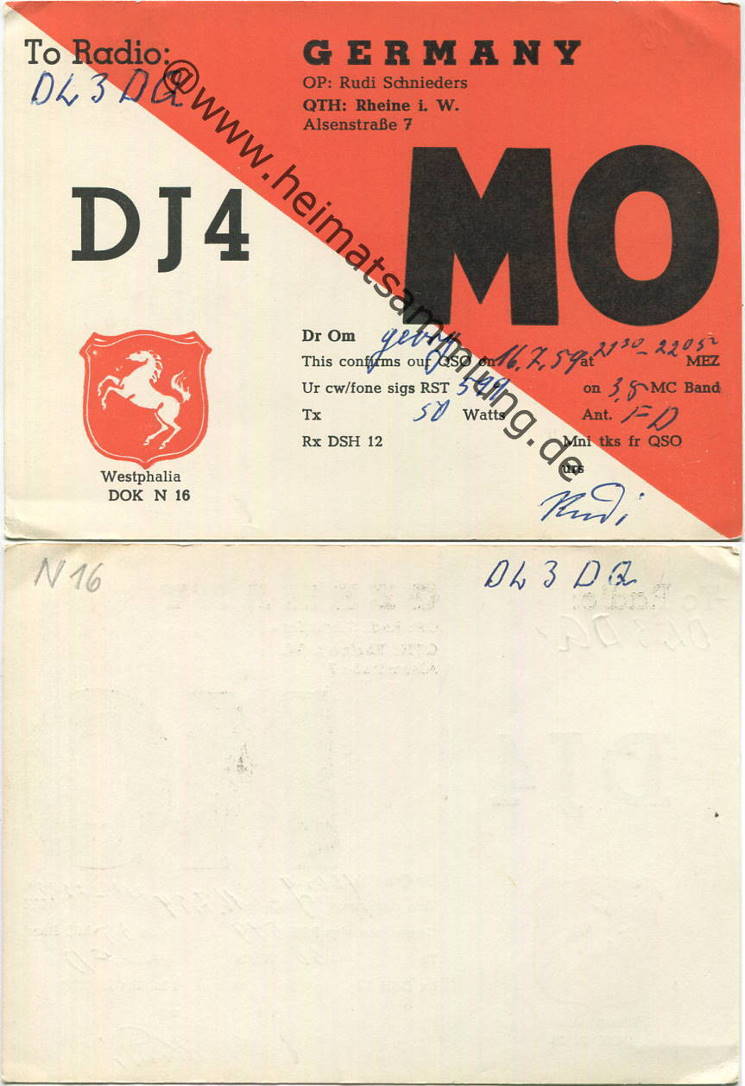 To Radio:
DL3DQ
GERMANY
OP: Rudi Schnieders
QTH: Rheine i. W.
Alsenstraße 7
DJ4 MO
@www.heimatsammlung.de
Dr Om Georg
This confirms our QSO on 16.7.59 at 21³⁰-22⁰⁵ MEZ
Ur cw/fone sigs RST 599 on 3,5 MC Band
Tx 50 Watts Ant. FD
Rx DSH 12 Mni tks fr QSO
urs
Rudi
Westphalia
DOK N 16
N16
DL3DQ